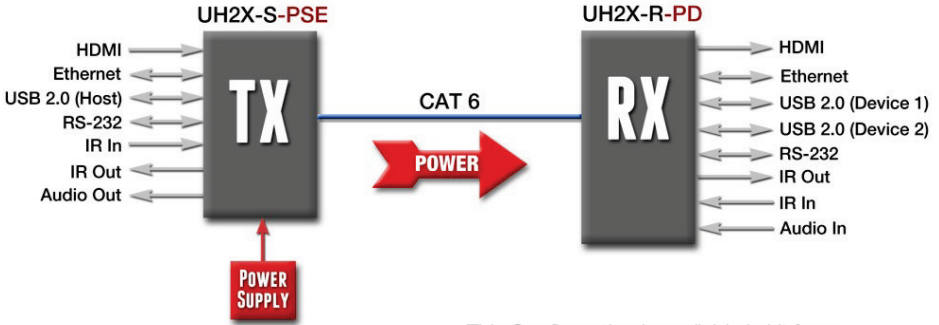 UH2X-S-PSE
UH2X-R-PD
HDMI
Ethernet
USB 2.0 (Host)
RS-232
IR In
IR Out
Audio Out
TX
CAT 6
POWER
RX
HDMI
Ethernet
USB 2.0 (Device 1)
USB 2.0 (Device 2)
RS-232
IR Out
IR In
Audio In
POWER
SUPPLY